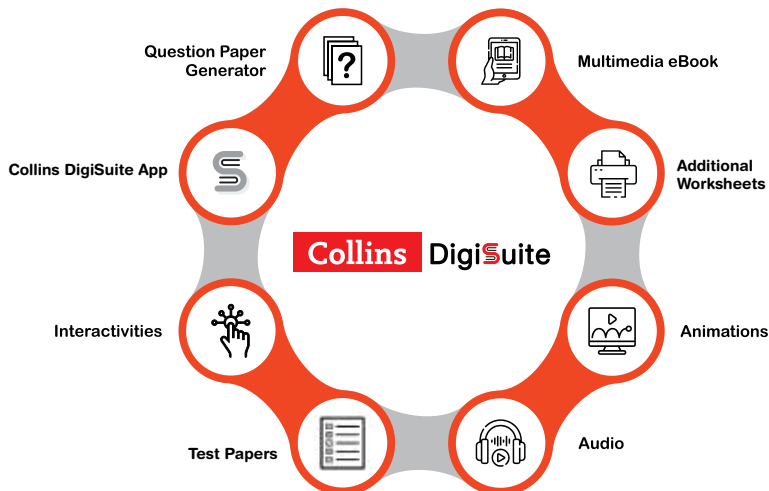 Question Paper
Generator
?
Multimedia eBook
Collins DigiSuite App
S
Additional
Worksheets
Collins DigiSuite
Interactivities
Animations
Test Papers
Audio